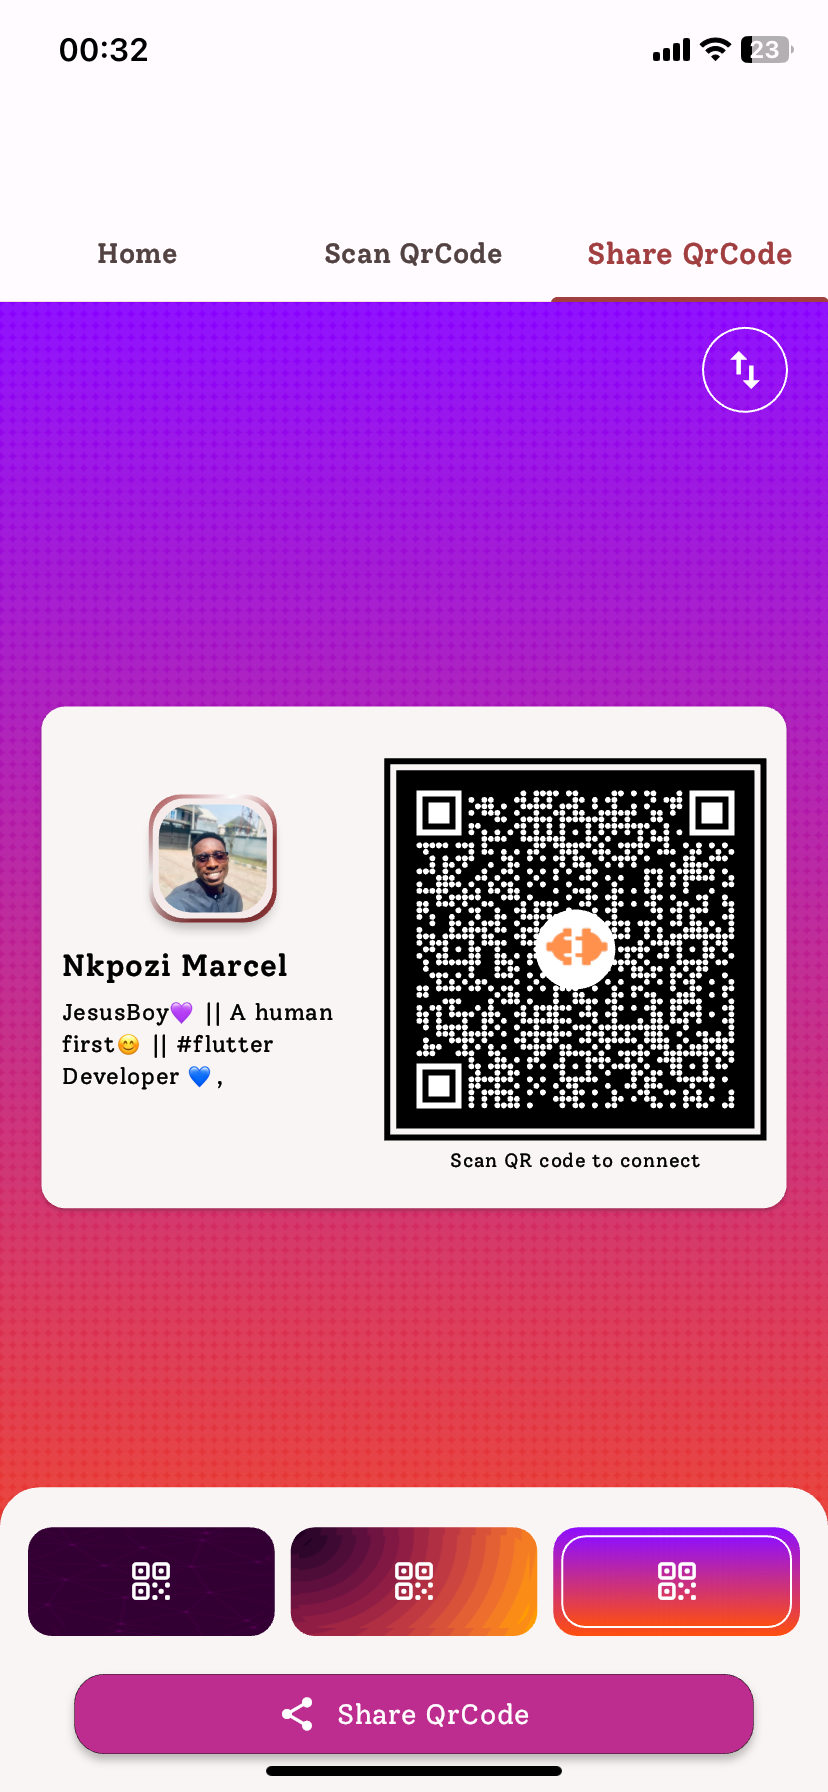 00:32
23
Home
Scan QrCode
Share QrCode
Nkpozi Marcel
JesusBoy💜 || A human
first😊 || #flutter
Developer 💙 ,
Scan QR code to connect
Share QrCode